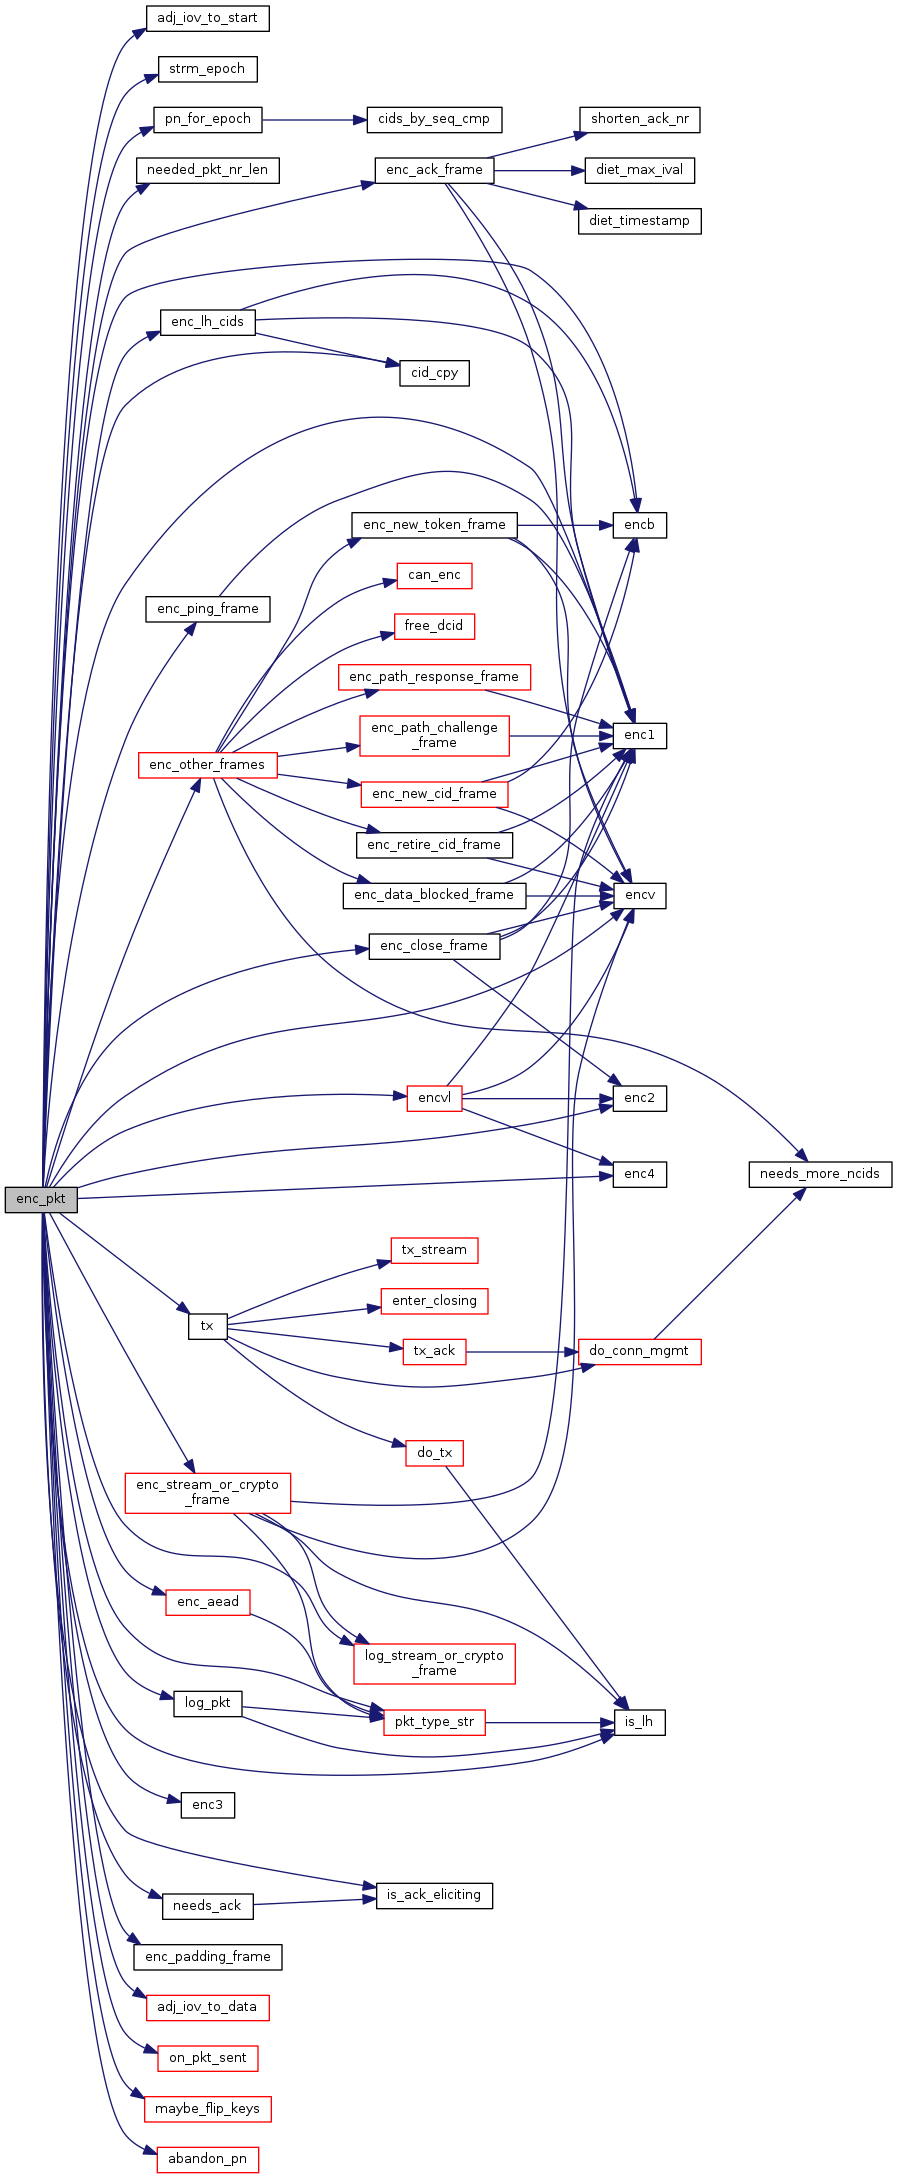 adj_iov_to_start
strm_epoch
pn_for_epoch
cids_by_seq_cmp
shorten_ack_nr
needed_pkt_nr_len
enc_ack_frame
diet_max_ival
diet_timestamp
enc_lh_cids
cid_cpy
enc_new_token_frame
encb
can_enc
enc_ping_frame
free_dcid
enc_path_response_frame
enc_path_challenge
_frame
enc1
enc_other_frames
enc_new_cid_frame
enc_retire_cid_frame
enc_data_blocked_frame
encv
enc_close_frame
encvl
enc2
enc4
needs_more_ncids
enc_pkt
tx_stream
enter_closing
tx
tx_ack
do_conn_mgmt
do_tx
enc_stream_or_crypto
_frame
enc_aead
log_stream_or_crypto
_frame
log_pkt
pkt_type_str
is_lh
enc3
is_ack_eliciting
needs_ack
enc_padding_frame
adj_iov_to_data
on_pkt_sent
maybe_flip_keys
abandon_pn